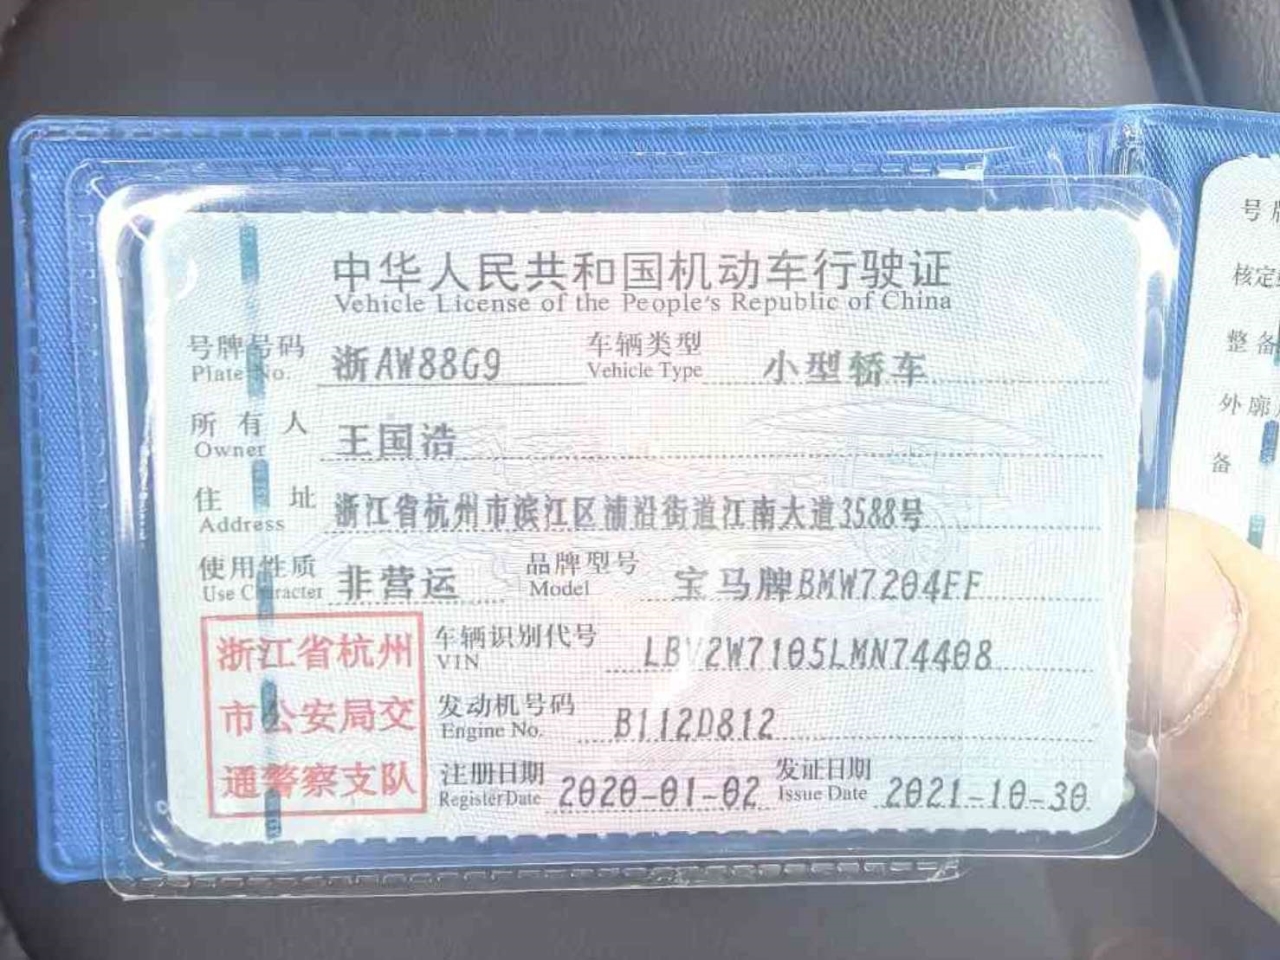 中华人民共和国机动车行驶证
Vehicle License of the People's Republic of China
号牌号码 浙AW88G9 车辆类型 小型轿车
Plate No. Vehicle Type
所有人 王国浩
Owner
住址 浙江省杭州市滨江区浦沿街道江南大道3588号
Address
使用性质 非营运 品牌型号 宝马牌BMW7204FF
Use Character Model
车辆识别代号 LBV2W7105LMN74408
VIN
发动机号码 B112D812
Engine No.
注册日期 2020-01-02 发证日期 2021-10-30
Register Date Issue Date
浙江省杭州
市公安局交
通警察支队
号牌
核定
整备
外廓
备